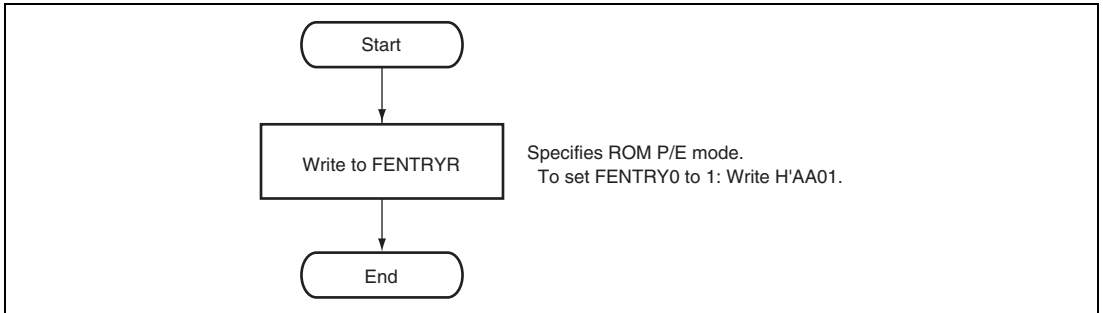 Start
Write to FENTRYR
Specifies ROM P/E mode.
To set FENTRY0 to 1: Write H'AA01.
End